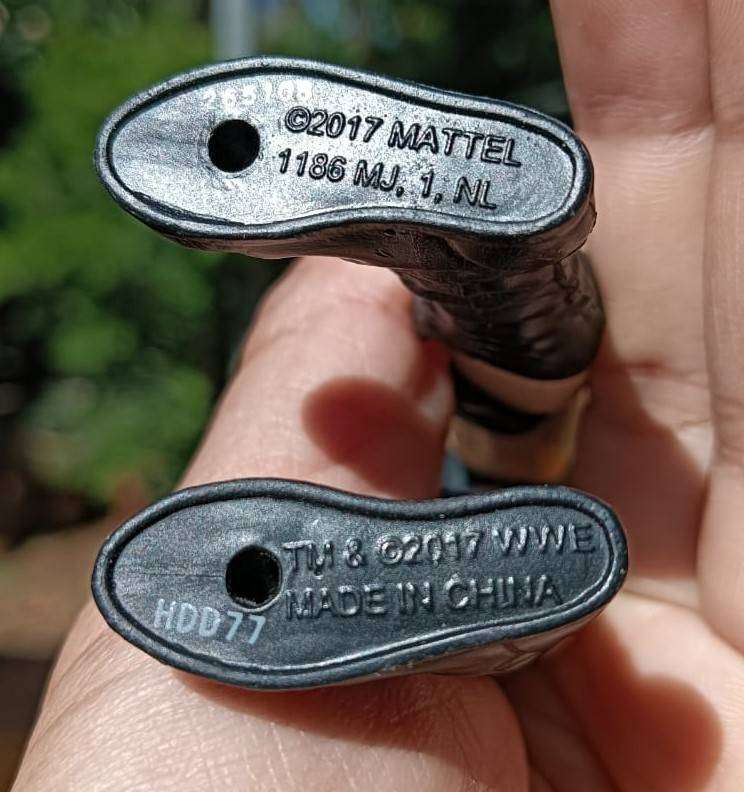 ©2017 MATTEL
1186 MJ, 1, NL
TM & ©2017 WWE
MADE IN CHINA
HDD77